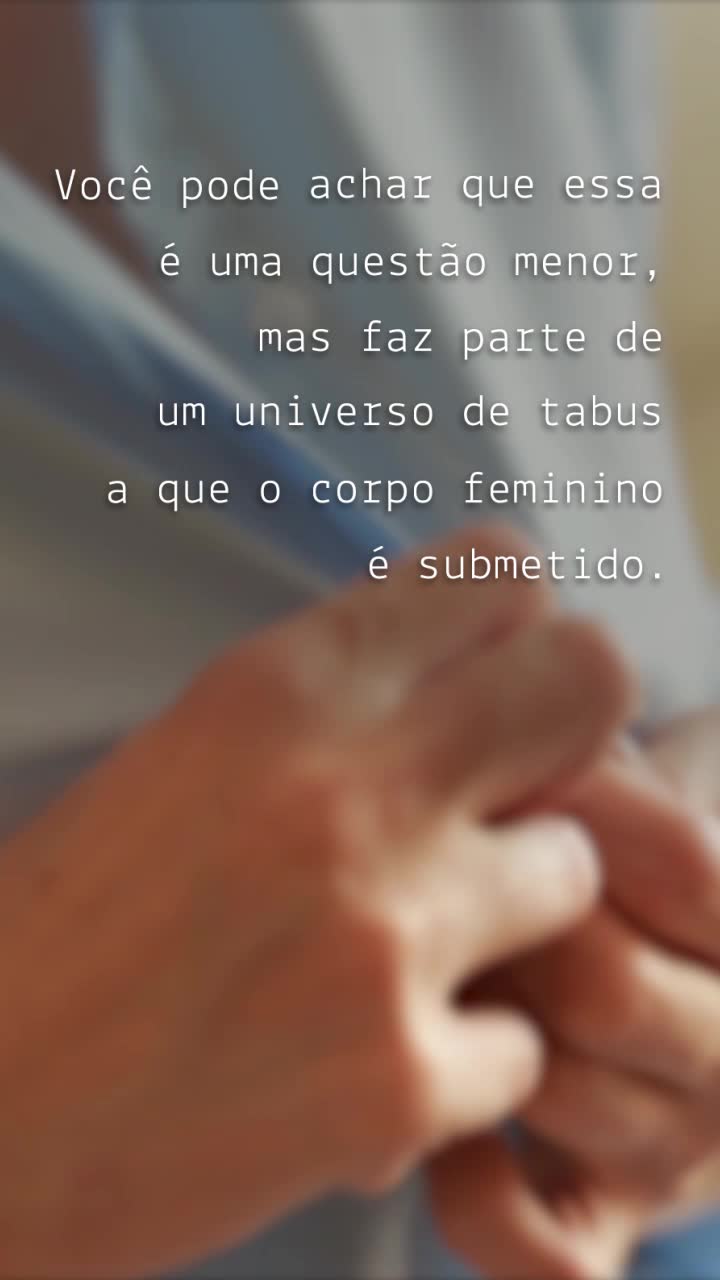 Você pode achar que essa
é uma questão menor,
mas faz parte de
um universo de tabus
a que o corpo feminino
é submetido.